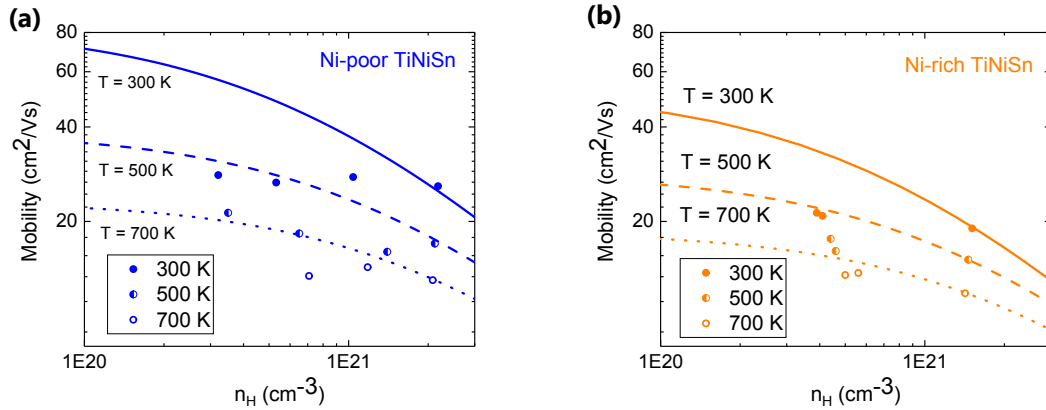 (a)
Ni-poor TiNiSn
T = 300 K
T = 500 K
T = 700 K
300 K
500 K
700 K
80
60
40
20
Mobility (cm²/Vs)
1E20
1E21
n_H (cm⁻³)
(b)
Ni-rich TiNiSn
T = 300 K
T = 500 K
T = 700 K
300 K
500 K
700 K
80
60
40
20
Mobility (cm²/Vs)
1E20
1E21
n_H (cm⁻³)